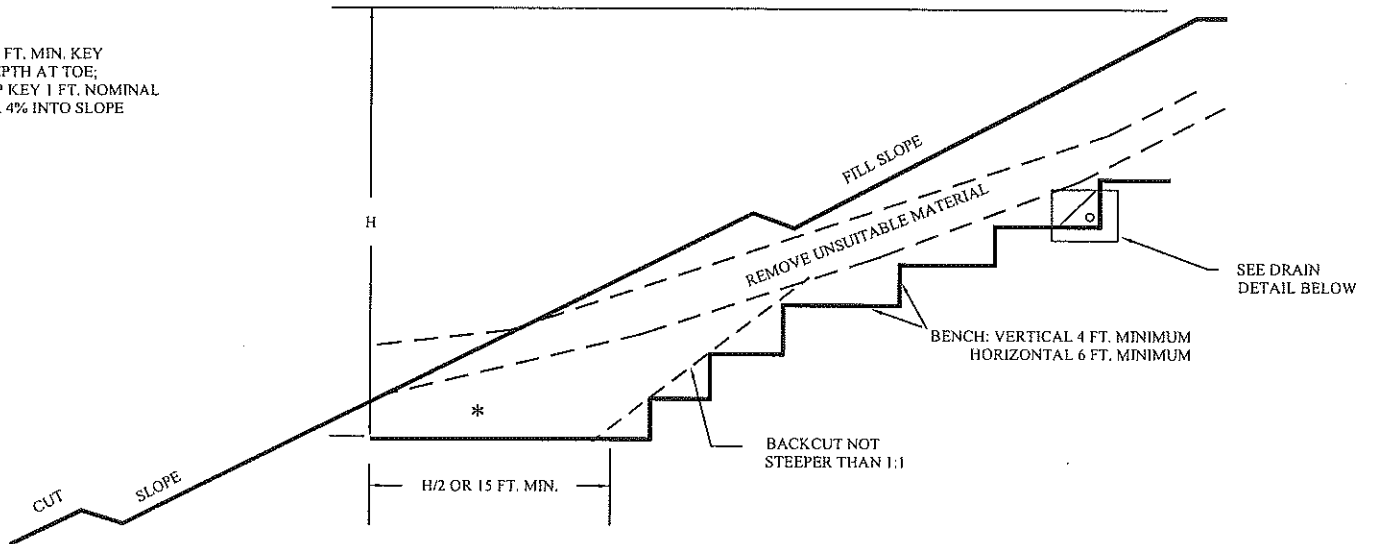 FT. MIN. KEY
EPTH AT TOE;
P KEY 1 FT. NOMINAL
4% INTO SLOPE
H
FILL SLOPE
REMOVE UNSUITABLE MATERIAL
SEE DRAIN
DETAIL BELOW
BENCH: VERTICAL 4 FT. MINIMUM
HORIZONTAL 6 FT. MINIMUM
*
BACKCUT NOT
STEEPER THAN 1:1
H/2 OR 15 FT. MIN.
CUT SLOPE